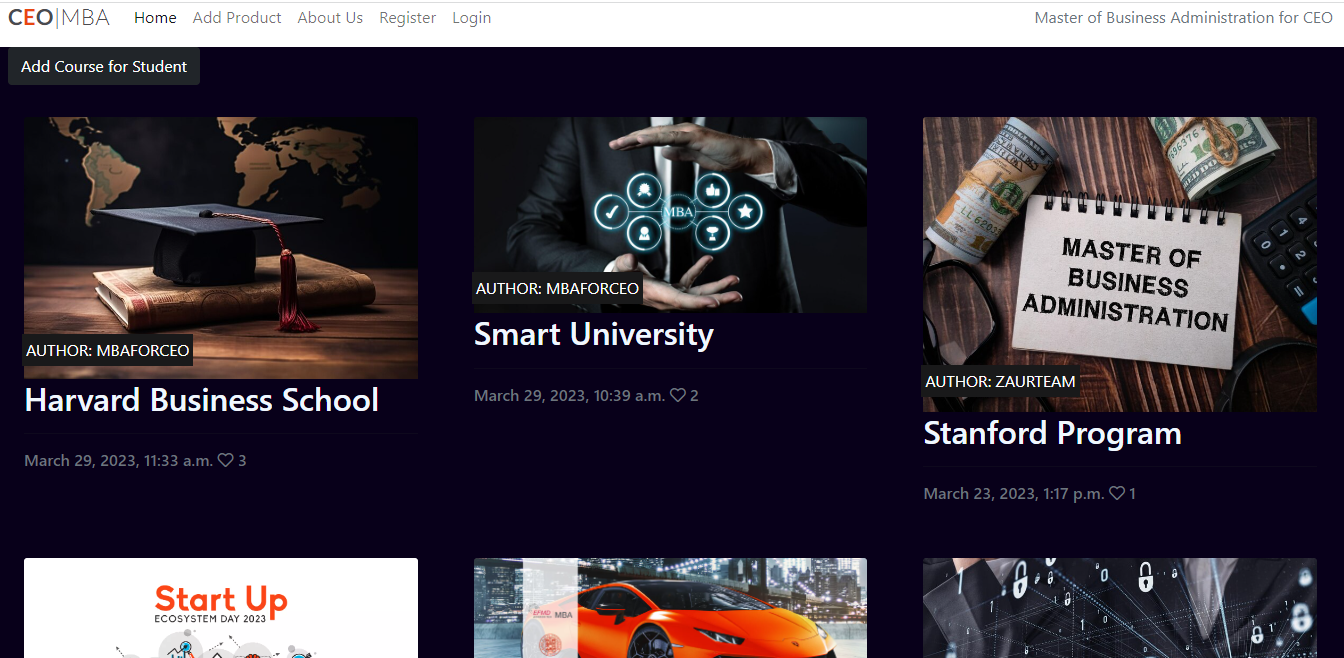 CEO|MBA Home Add Product About Us Register Login Master of Business Administration for CEO
Add Course for Student
MBA
AUTHOR: MBAFORCEO
Smart University
March 29, 2023, 10:39 a.m. 2
MASTER OF
BUSINESS
ADMINISTRATION
AUTHOR: ZAURTEAM
Stanford Program
March 23, 2023, 1:17 p.m. 1
AUTHOR: MBAFORCEO
Harvard Business School
March 29, 2023, 11:33 a.m. 3
Start Up
ECOSYSTEM DAY 2023
EFMD MBA